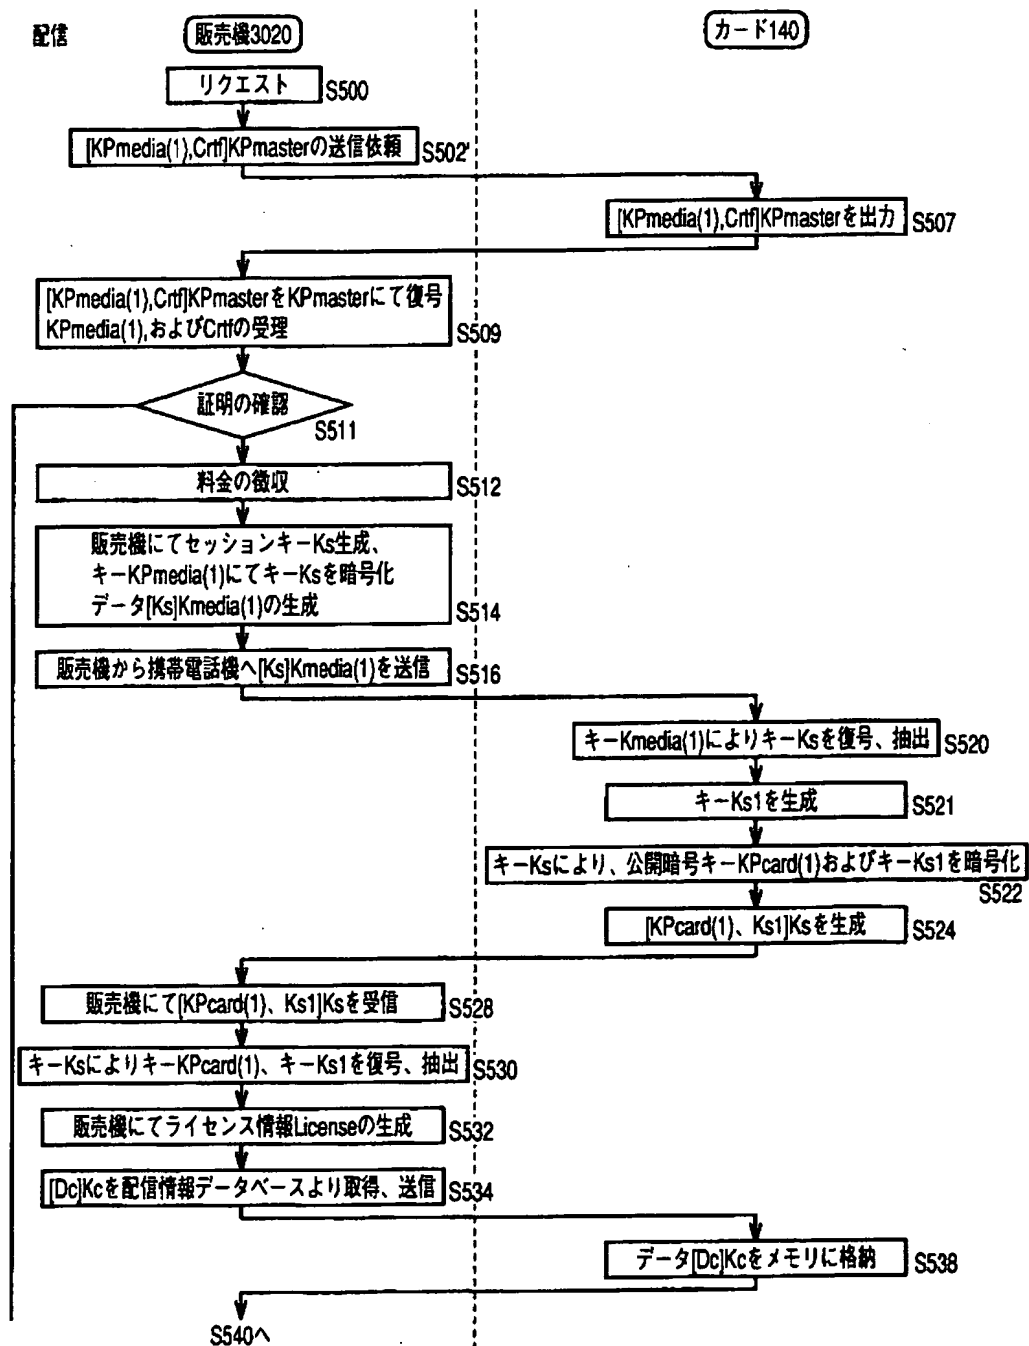 配信
販売機3020
カード140
リクエスト
S500
[KPmedia(1),Crtf]KPmasterの送信依頼
S502'
[KPmedia(1),Crtf]KPmasterを出力
S507
[KPmedia(1),Crtf]KPmasterをKPmasterにて復号
KPmedia(1),およびCrtfの受理
S509
証明の確認
S511
料金の徴収
S512
販売機にてセッションキーKs生成、
キーKPmedia(1)にてキーKsを暗号化
データ[Ks]Kmedia(1)の生成
S514
販売機から携帯電話機へ[Ks]Kmedia(1)を送信
S516
キーKmedia(1)によりキーKsを復号、抽出
S520
キーKs1を生成
S521
キーKsにより、公開暗号キーKPcard(1)およびキーKs1を暗号化
S522
[KPcard(1)、Ks1]Ksを生成
S524
販売機にて[KPcard(1)、Ks1]Ksを受信
S528
キーKsによりキーKPcard(1)、キーKs1を復号、抽出
S530
販売機にてライセンス情報Licenseの生成
S532
[Dc]Kcを配信情報データベースより取得、送信
S534
データ[Dc]Kcをメモリに格納
S538
S540へ